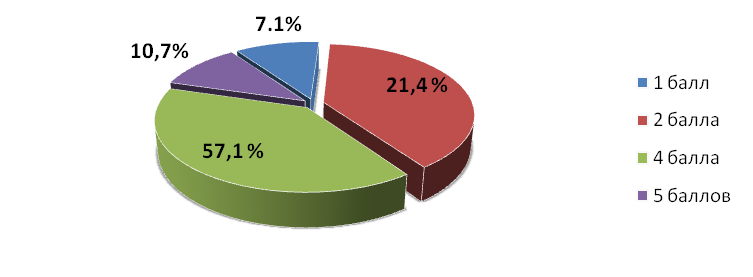 7.1%
10,7%
21,4 %
57,1 %
1 балл
2 балла
4 балла
5 баллов